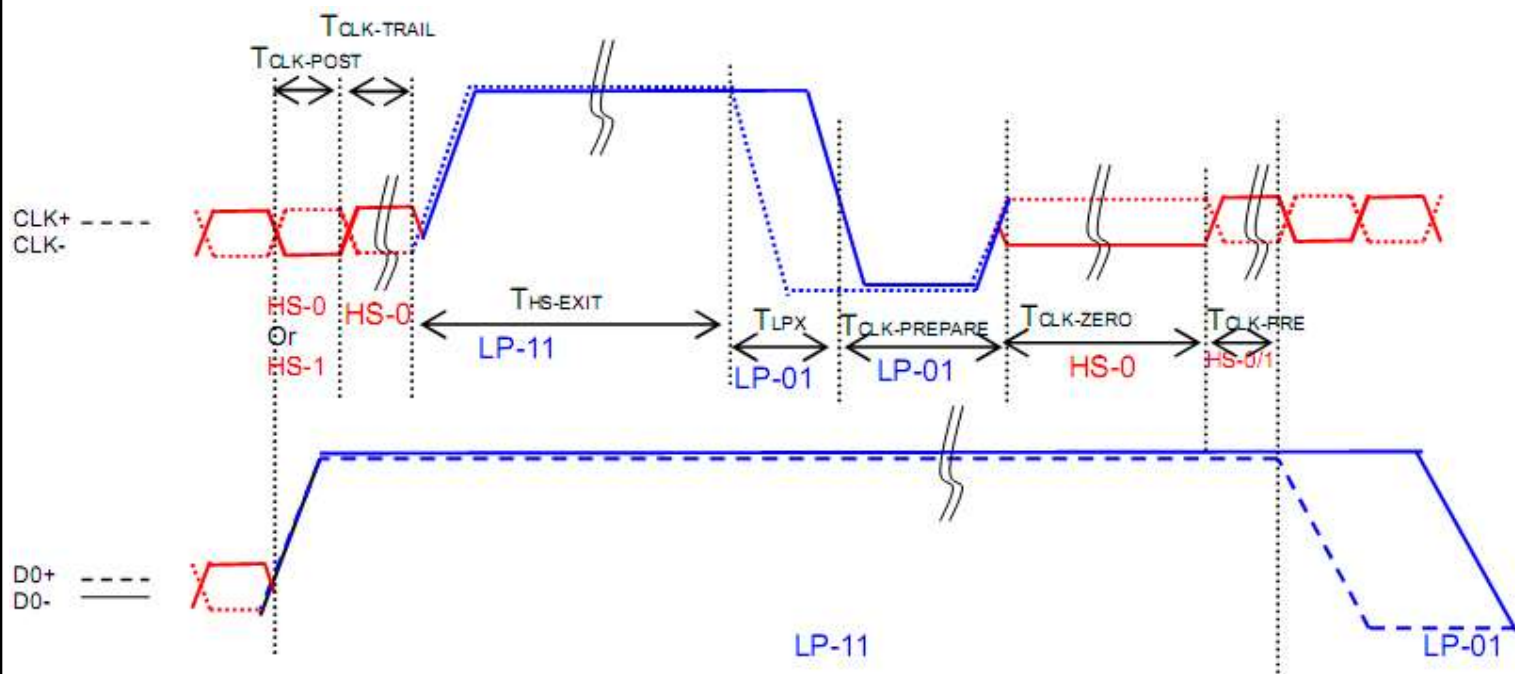 TCLK-TRAIL
TCLK-POST
CLK+
CLK-
HS-0
Or
HS-1
HS-0
THS-EXIT
LP-11
TLPX
LP-01
TCLK-PREPARE
LP-01
TCLK-ZERO
HS-0
TCLK-PRE
HS-0/1
D0+
D0-
LP-11
LP-01